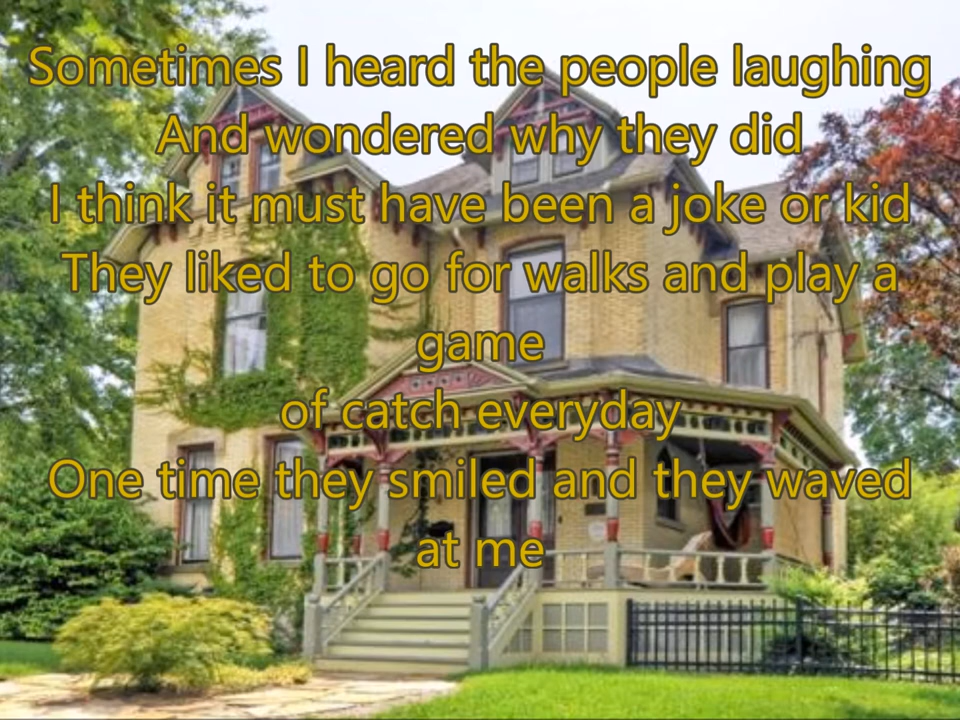 Sometimes I heard the people laughing
And wondered why they did
I think it must have been a joke or kid
They liked to go for walks and play a
game
of catch everyday
One time they smiled and they waved
at me